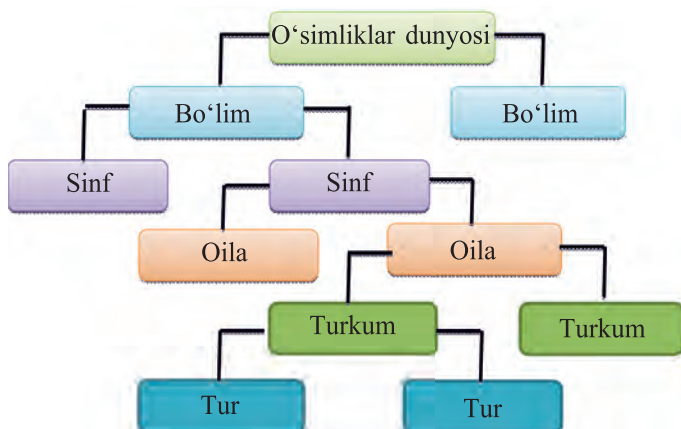 O‘simliklar dunyosi
Bo‘lim
Bo‘lim
Sinf
Sinf
Oila
Oila
Turkum
Turkum
Tur
Tur